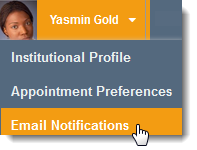 Yasmin Gold
Institutional Profile
Appointment Preferences
Email Notifications